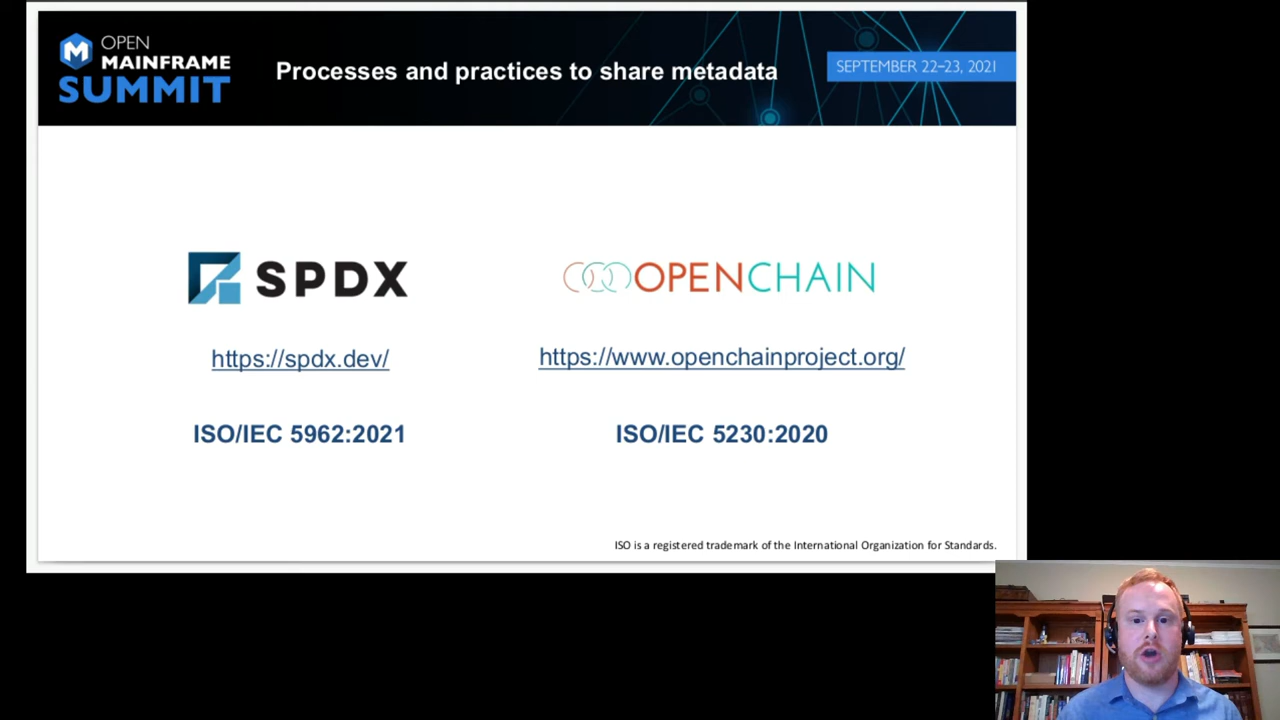 OPEN
MAINFRAME
SUMMIT
Processes and practices to share metadata
SEPTEMBER 22–23, 2021
SPDX
OPENCHAIN
https://spdx.dev/
https://www.openchainproject.org/
ISO/IEC 5962:2021
ISO/IEC 5230:2020
ISO is a registered trademark of the International Organization for Standards.